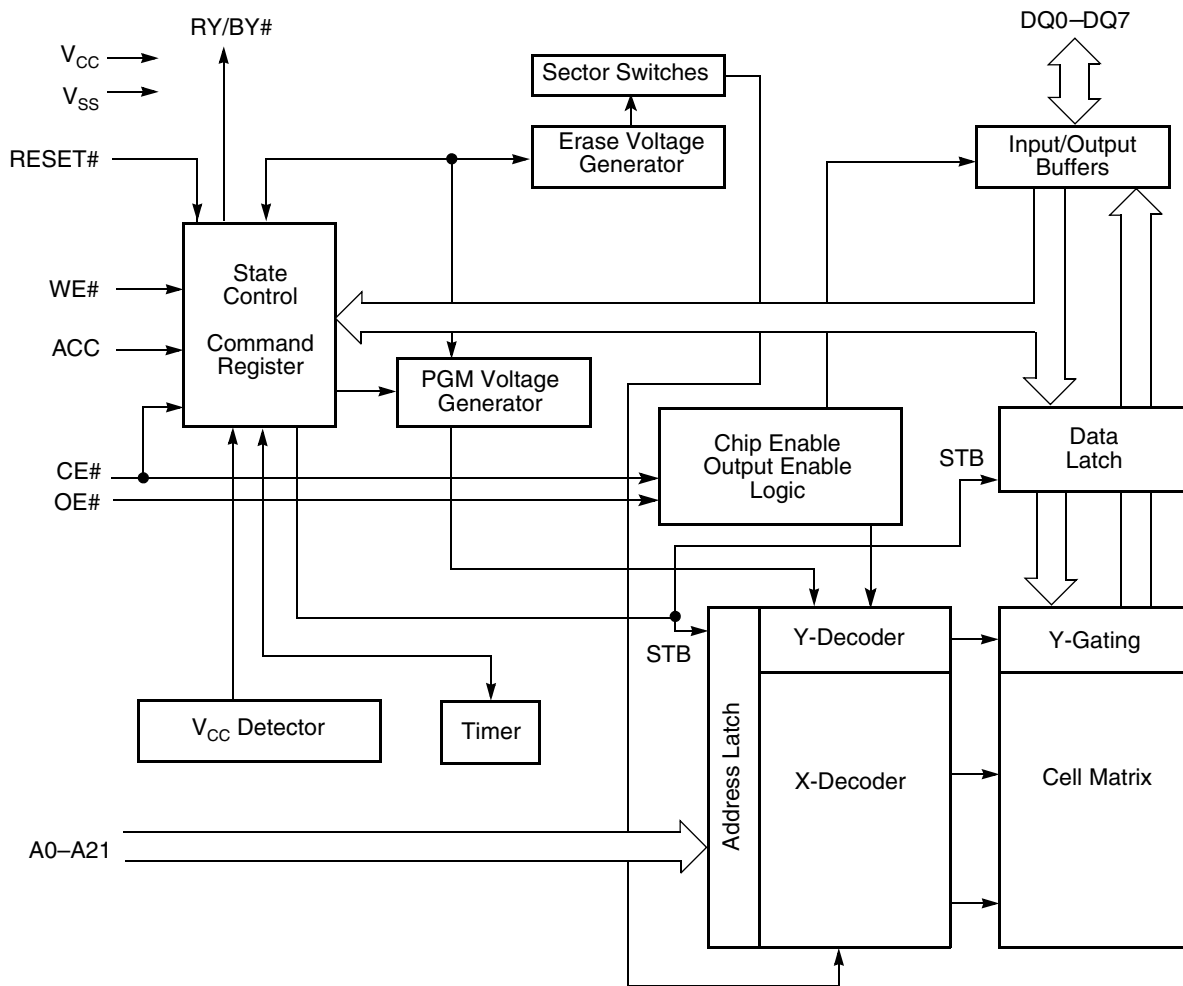 RY/BY#
DQ0–DQ7
VCC
VSS
Sector Switches
RESET#
Erase Voltage
Generator
Input/Output
Buffers
WE#
State
Control
ACC
Command
Register
PGM Voltage
Generator
CE#
OE#
Chip Enable
Output Enable
Logic
STB
Data
Latch
STB
Y-Decoder
Y-Gating
VCC Detector
Timer
Address Latch
X-Decoder
Cell Matrix
A0–A21